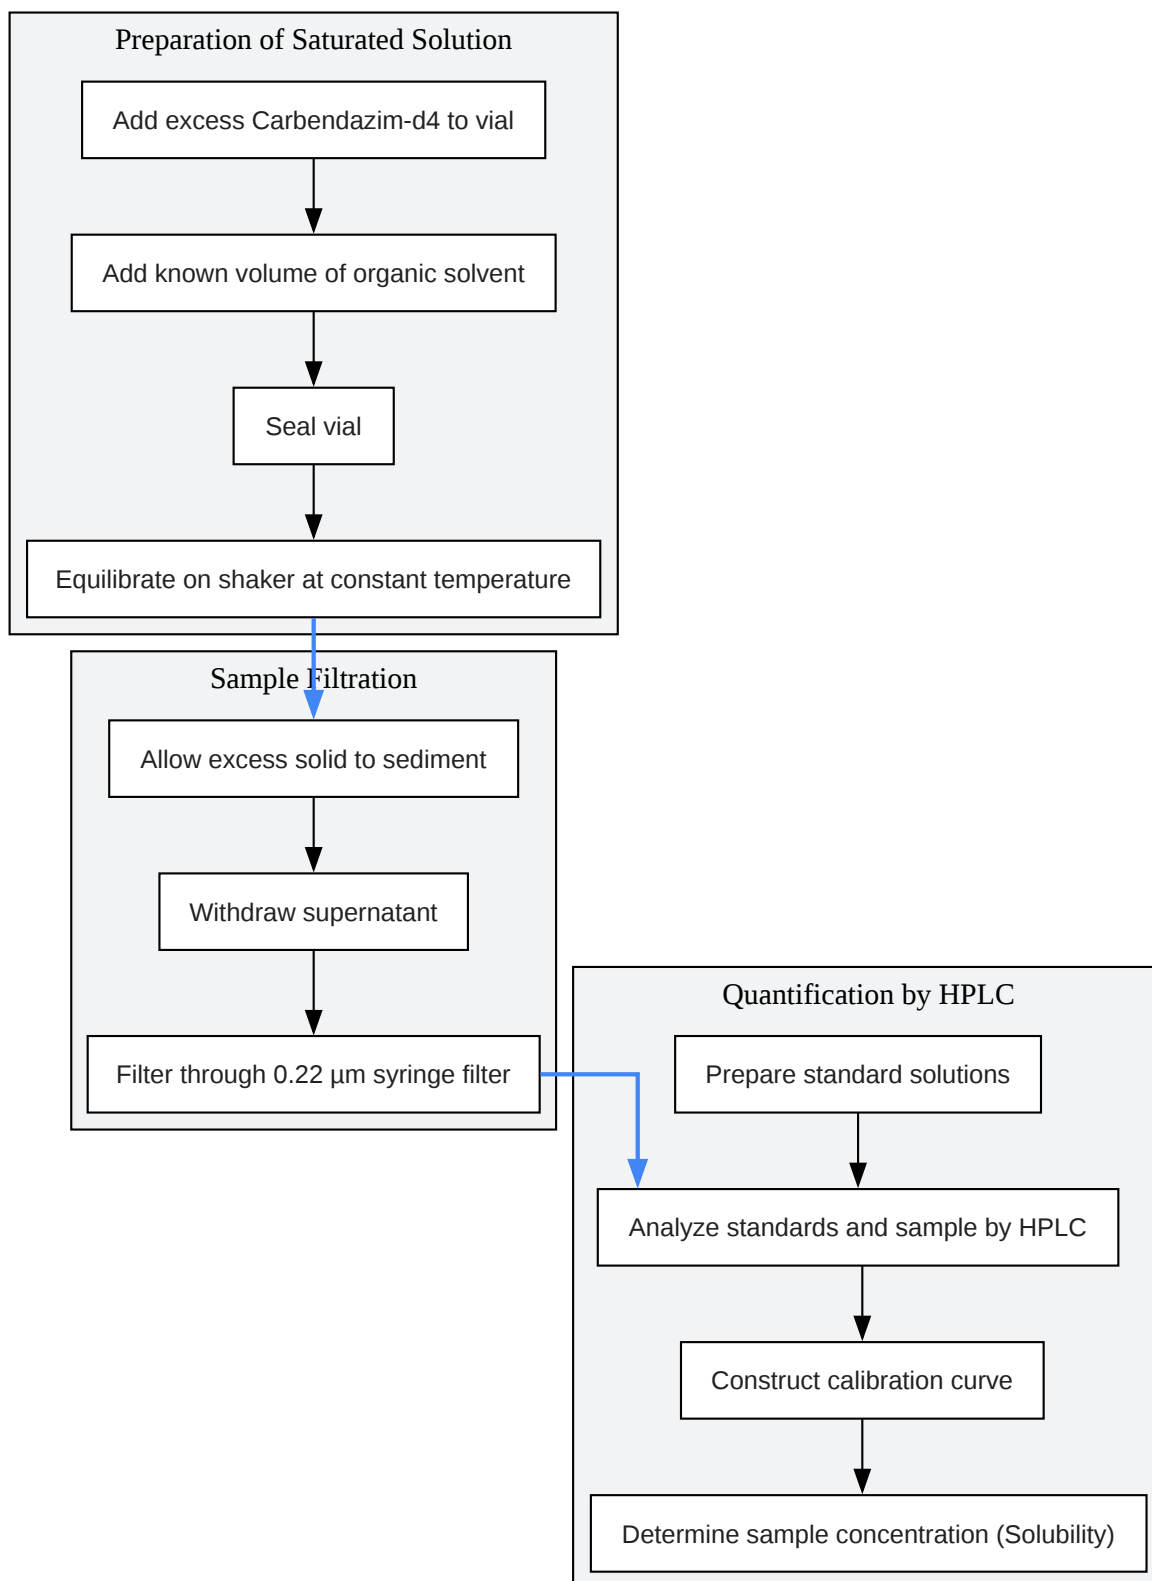 Preparation of Saturated Solution
Add excess Carbendazim-d4 to vial
Add known volume of organic solvent
Seal vial
Equilibrate on shaker at constant temperature
Sample Filtration
Allow excess solid to sediment
Withdraw supernatant
Filter through 0.22 µm syringe filter
Quantification by HPLC
Prepare standard solutions
Analyze standards and sample by HPLC
Construct calibration curve
Determine sample concentration (Solubility)